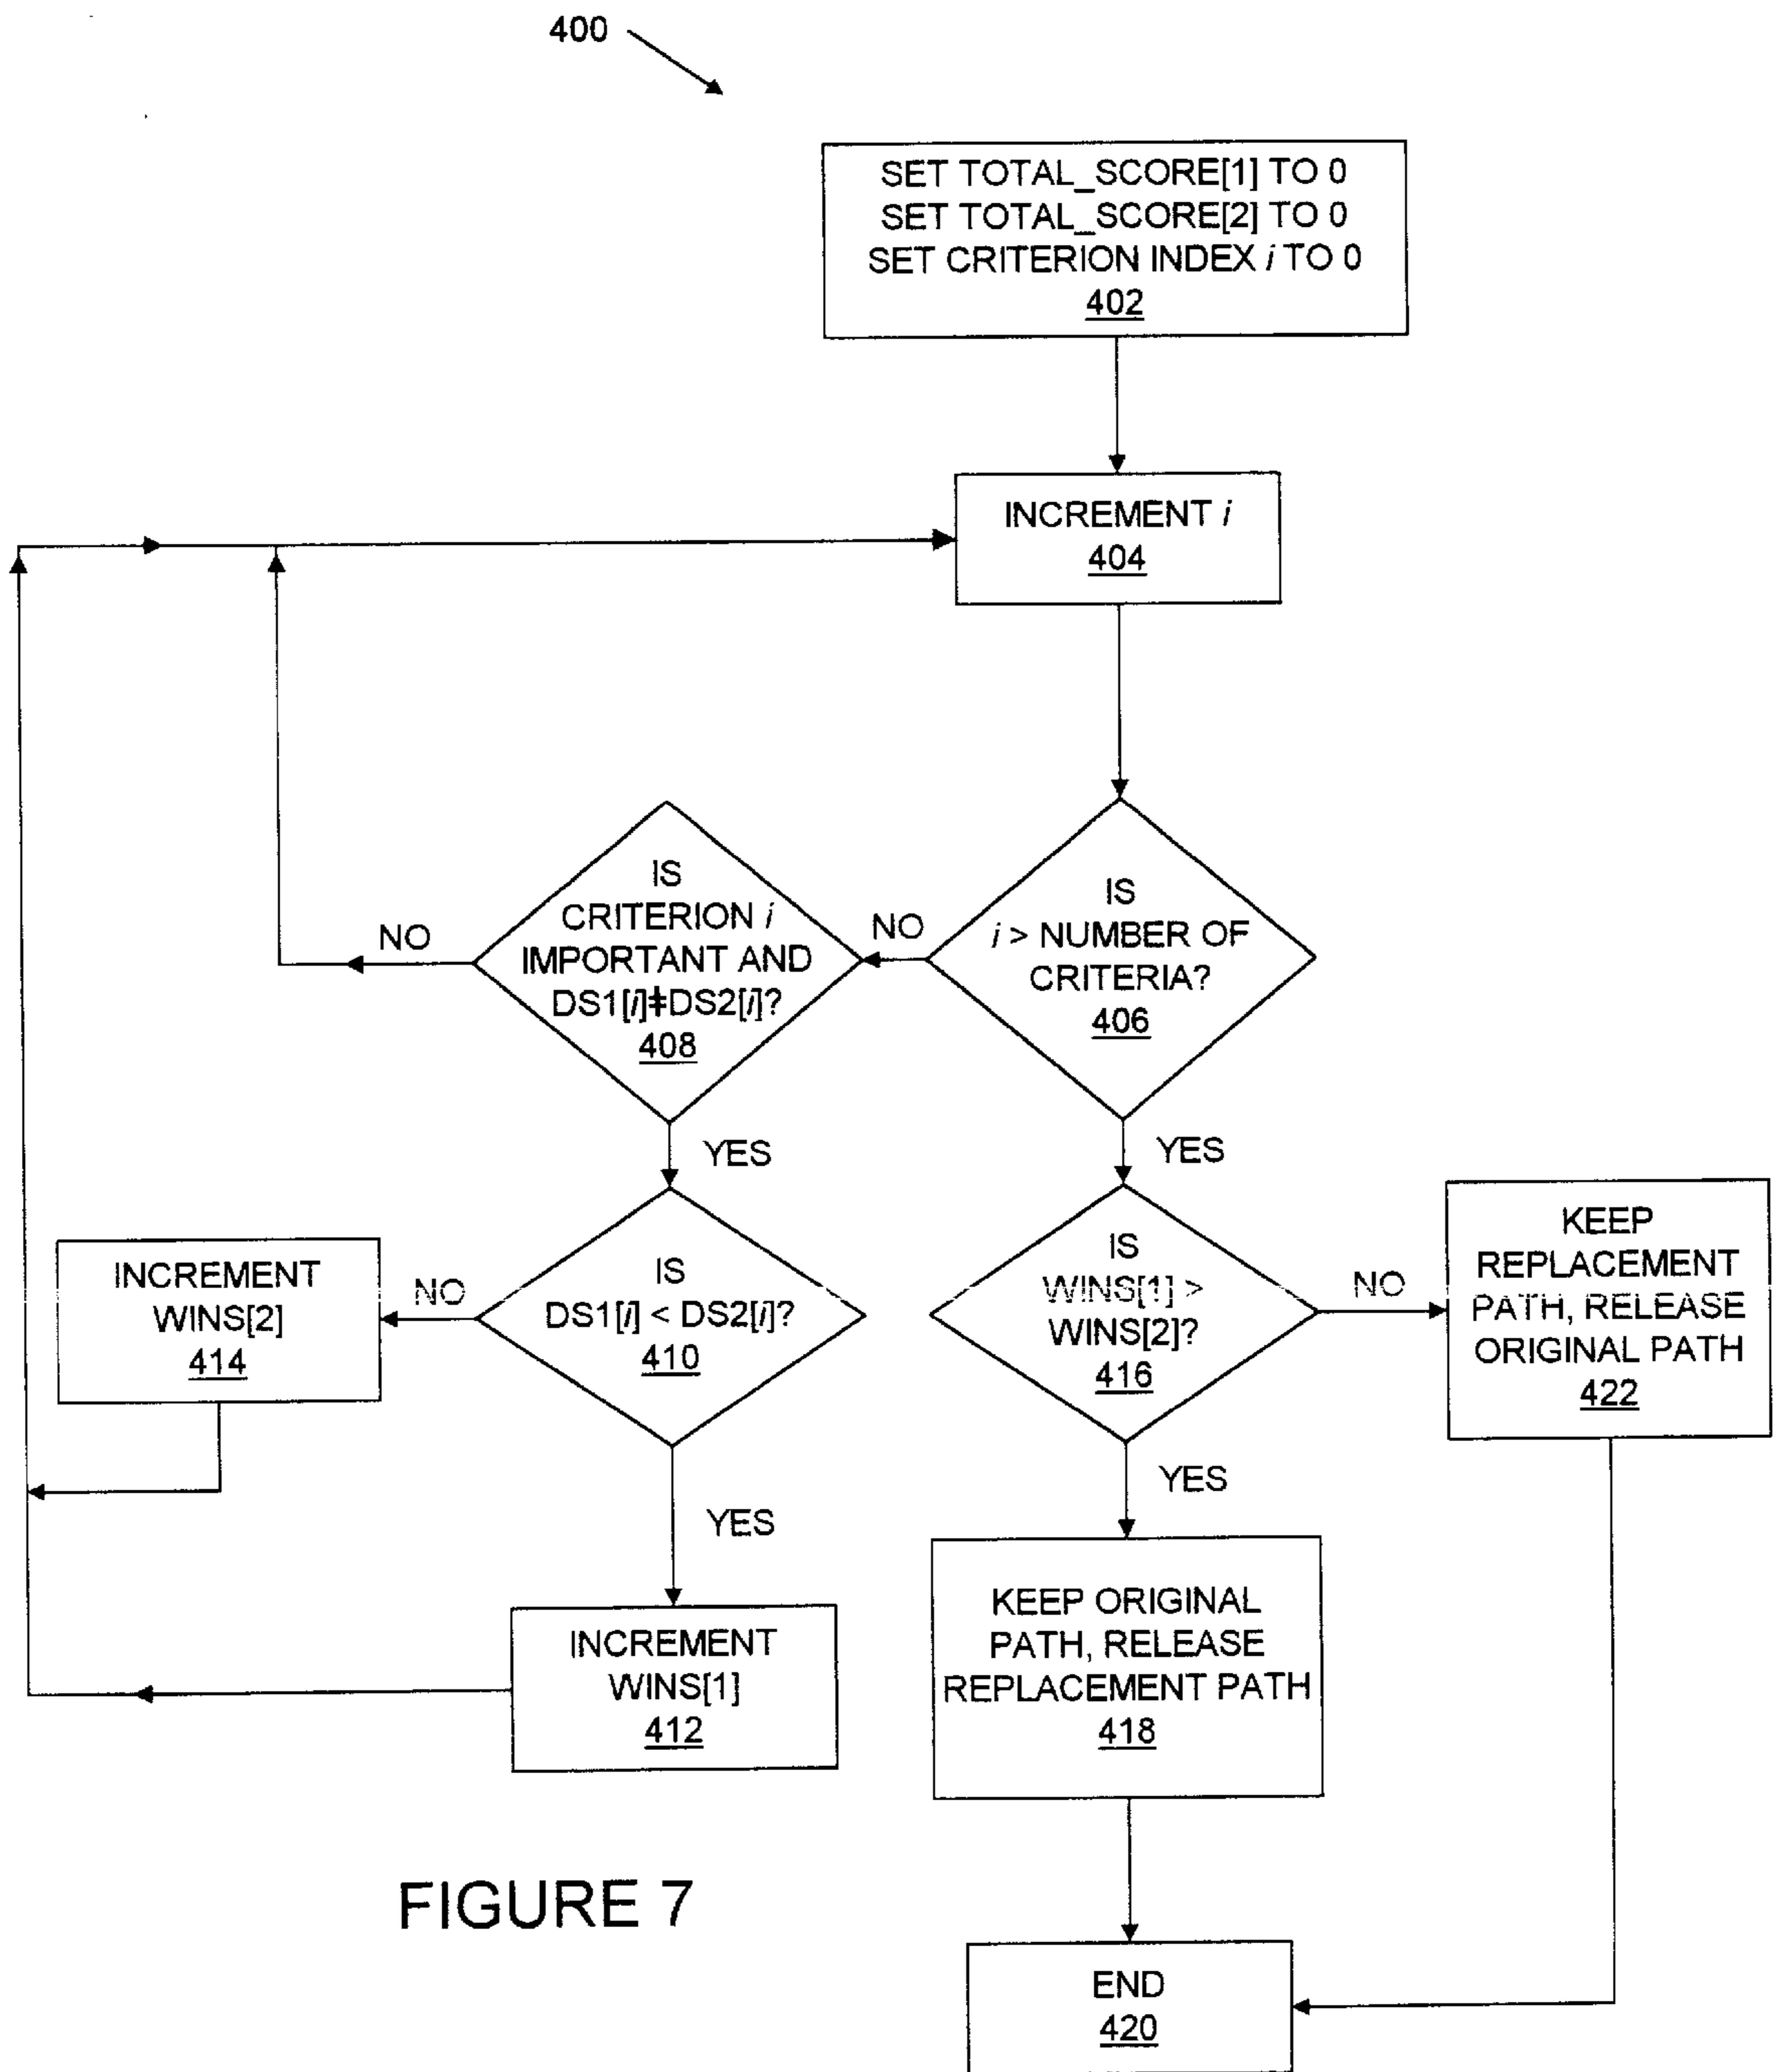 400
SET TOTAL_SCORE[1] TO 0
SET TOTAL_SCORE[2] TO 0
SET CRITERION INDEX i TO 0
402
INCREMENT i
404
IS
i > NUMBER OF
CRITERIA?
406
NO
IS
CRITERION i
IMPORTANT AND
DS1[i]ǂDS2[i]?
408
NO
YES
YES
IS
DS1[i] < DS2[i]?
410
NO
INCREMENT
WINS[2]
414
YES
INCREMENT
WINS[1]
412
IS
WINS[1] >
WINS[2]?
416
NO
KEEP
REPLACEMENT
PATH, RELEASE
ORIGINAL PATH
422
YES
KEEP ORIGINAL
PATH, RELEASE
REPLACEMENT PATH
418
END
420
FIGURE 7